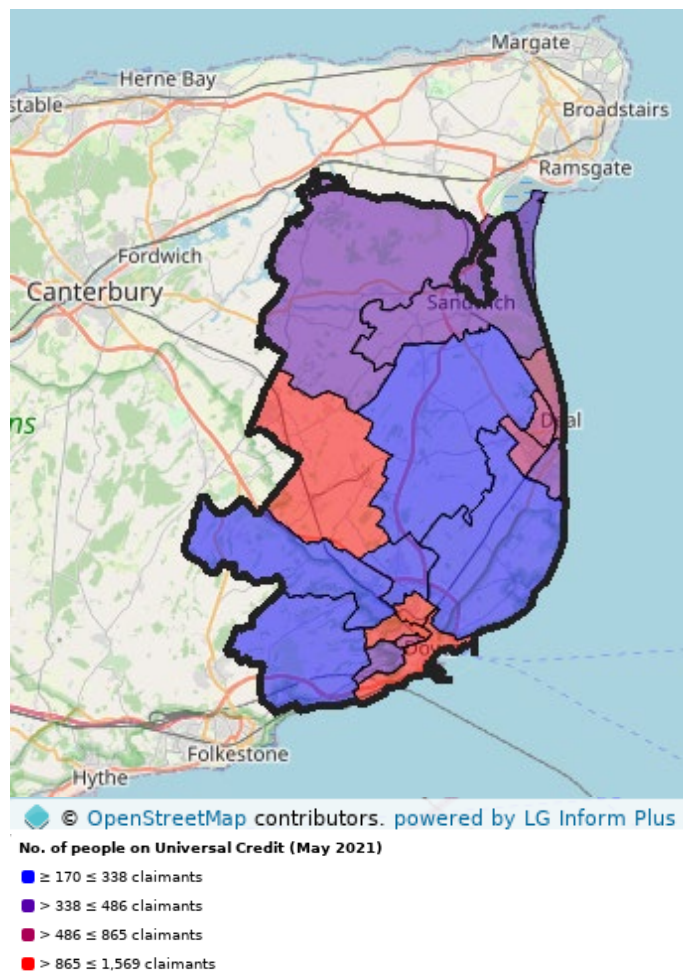 Margate
Herne Bay
stable
Broadstairs
Ramsgate
Fordwich
Canterbury
Sandwich
ns
Deal
Dover
Folkestone
Hythe
© OpenStreetMap contributors. powered by LG Inform Plus
No. of people on Universal Credit (May 2021)
≥ 170 ≤ 338 claimants
> 338 ≤ 486 claimants
> 486 ≤ 865 claimants
> 865 ≤ 1,569 claimants